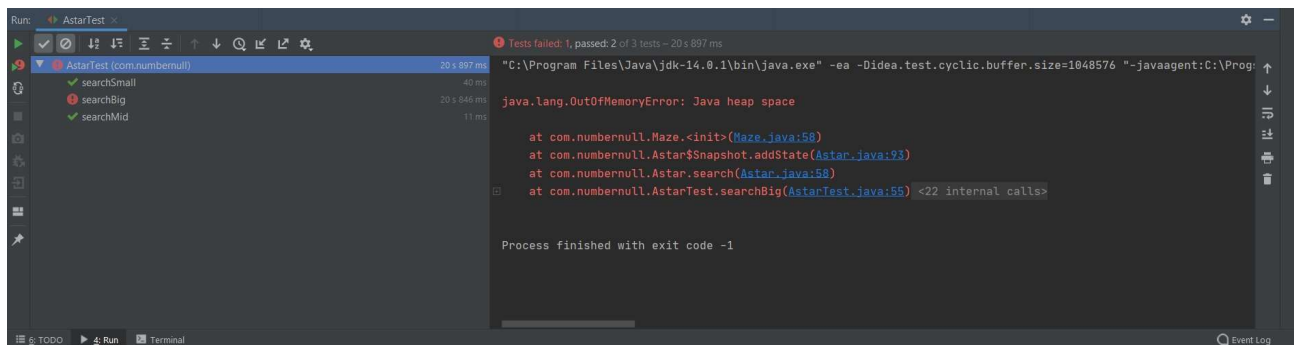 Run: AstarTest ×
Tests failed: 1, passed: 2 of 3 tests – 20 s 897 ms
AstarTest (com.numbernull) 20 s 897 ms
searchSmall 40 ms
searchBig 20 s 846 ms
searchMid 11 ms
"C:\Program Files\Java\jdk-14.0.1\bin\java.exe" -ea -Didea.test.cyclic.buffer.size=1048576 "-javaagent:C:\Prog
java.lang.OutOfMemoryError: Java heap space
at com.numbernull.Maze.<init>(Maze.java:58)
at com.numbernull.Astar$Snapshot.addState(Astar.java:93)
at com.numbernull.Astar.search(Astar.java:58)
at com.numbernull.AstarTest.searchBig(AstarTest.java:55) <22 internal calls>
Process finished with exit code -1
6: TODO 4: Run Terminal Event Log